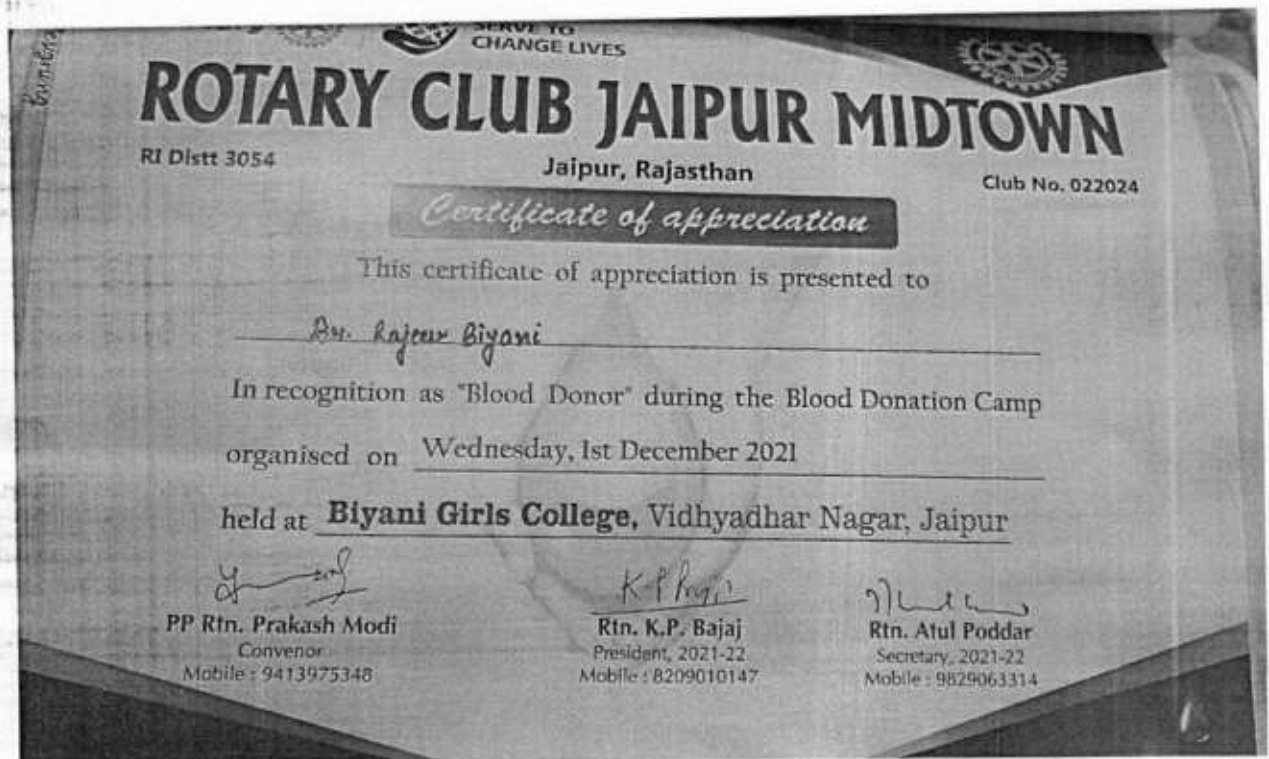 SERVE TO
CHANGE LIVES
ROTARY CLUB JAIPUR MIDTOWN
RI Distt 3054
Jaipur, Rajasthan
Club No. 022024
Certificate of appreciation
This certificate of appreciation is presented to
Dr. Rajeev Biyani
In recognition as "Blood Donor" during the Blood Donation Camp
organised on Wednesday, 1st December 2021
held at Biyani Girls College, Vidhyadhar Nagar, Jaipur
PP Rtn. Prakash Modi
Convenor
Mobile : 9413975348
Rtn. K.P. Bajaj
President, 2021-22
Mobile : 8209010147
Rtn. Atul Poddar
Secretary, 2021-22
Mobile : 9829063314